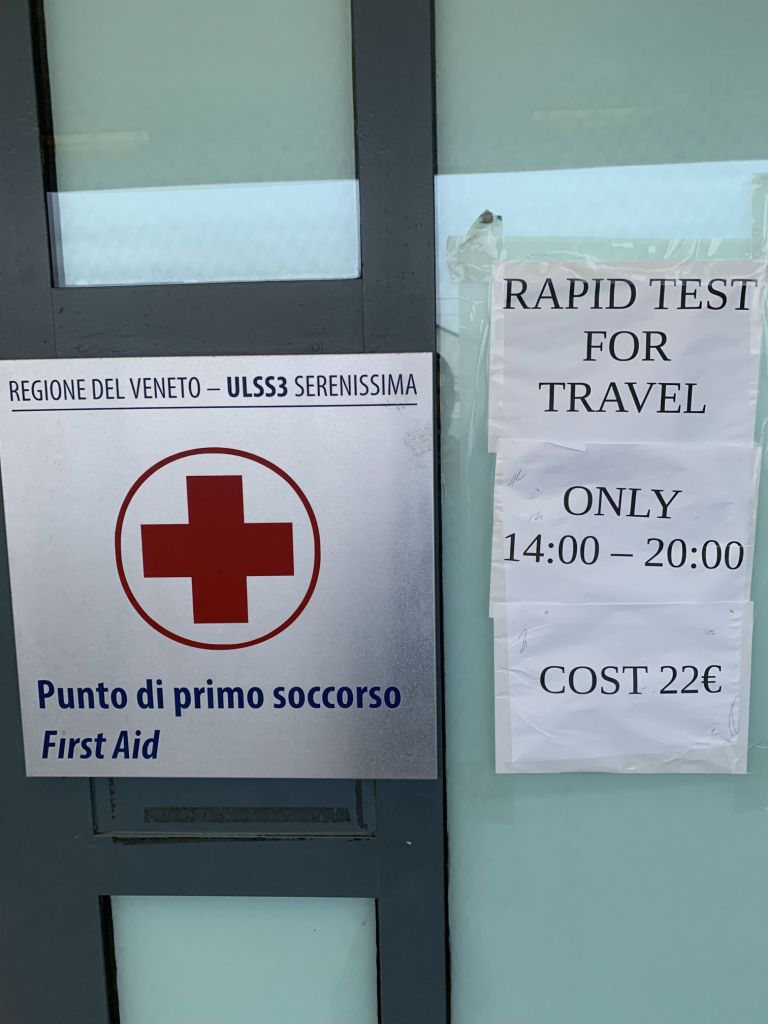 REGIONE DEL VENETO – ULSS3 SERENISSIMA
Punto di primo soccorso
First Aid
RAPID TEST
FOR
TRAVEL
ONLY
14:00 – 20:00
COST 22€